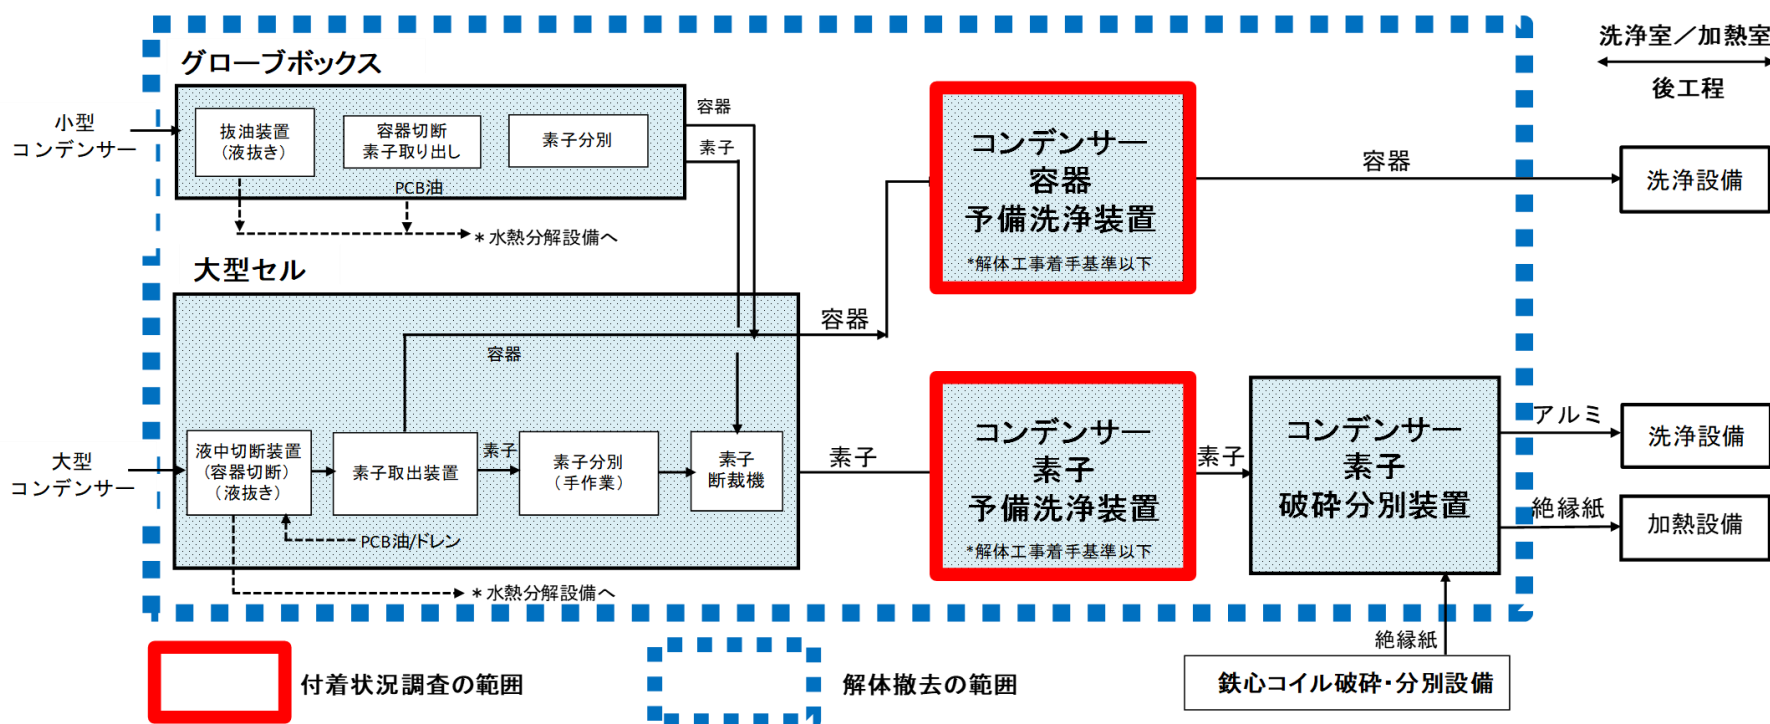 洗浄室／加熱室
後工程
グローブボックス
小型
コンデンサー
抜油装置
(液抜き)
容器切断
素子取り出し
素子分別
容器
素子
PCB油
*水熱分解設備へ
コンデンサー
容器
予備洗浄装置
*解体工事着手基準以下
容器
洗浄設備
大型セル
容器
容器
大型
コンデンサー
液中切断装置
(容器切断)
(液抜き)
素子取出装置
素子
素子分別
(手作業)
素子
断裁機
PCB油/ドレン
*水熱分解設備へ
素子
コンデンサー
素子
予備洗浄装置
*解体工事着手基準以下
素子
コンデンサー
素子
破砕分別装置
アルミ
洗浄設備
絶縁紙
加熱設備
絶縁紙
鉄心コイル破砕・分別設備
付着状況調査の範囲
解体撤去の範囲